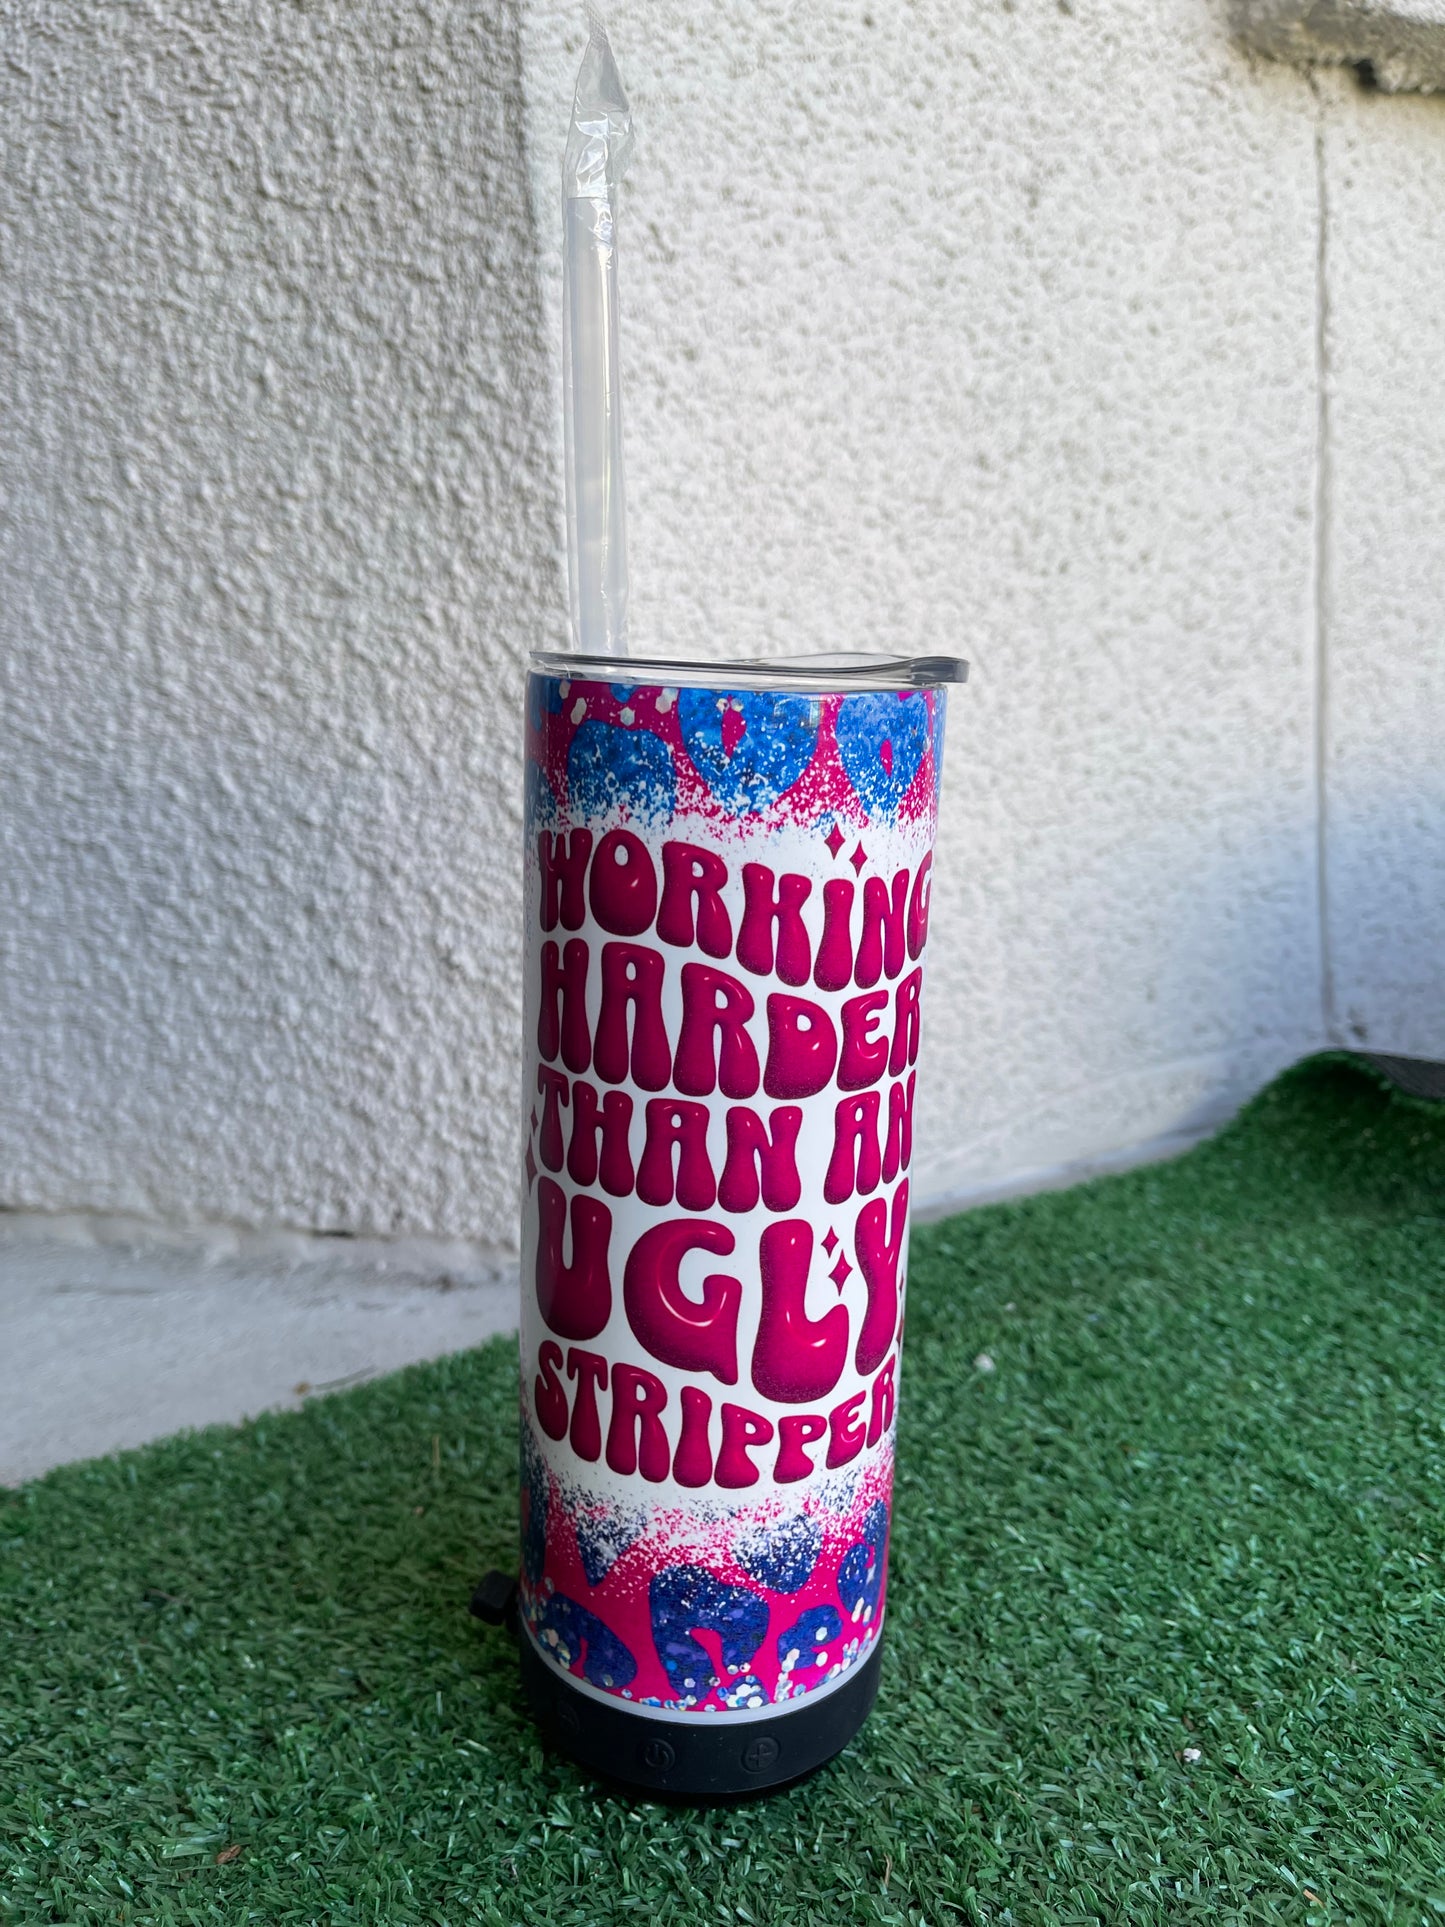 WORKING
HARDER
THAN AN
UGLY
STRIPPER